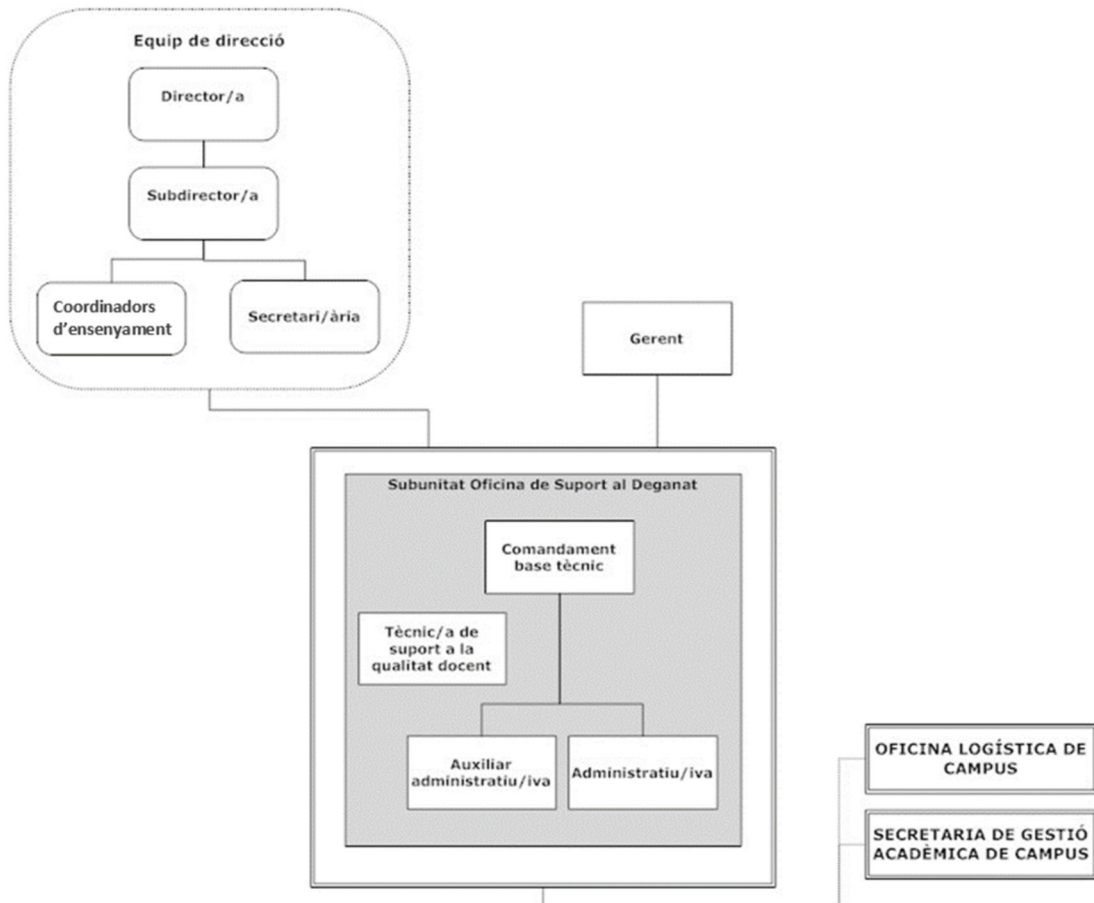 Equip de direcció
Director/a
Subdirector/a
Coordinadors
d'ensenyament
Secretari/ària
Gerent
Subunitat Oficina de Suport al Deganat
Comandament
base tècnic
Tècnic/a de
suport a la
qualitat docent
Auxiliar
administratiu/iva
Administratiu/iva
OFICINA LOGÍSTICA DE
CAMPUS
SECRETARIA DE GESTIÓ
ACADÈMICA DE CAMPUS